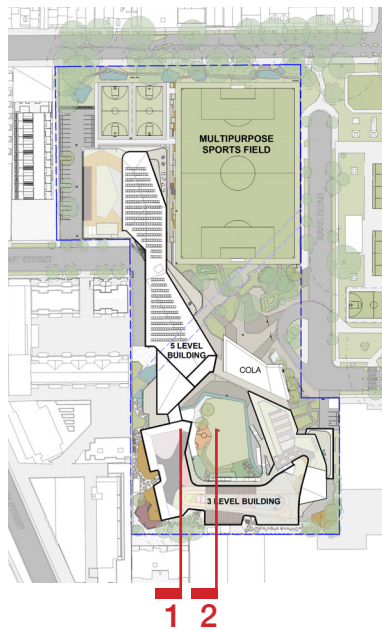 MULTIPURPOSE
SPORTS FIELD
5 LEVEL
BUILDING
COLA
3 LEVEL BUILDING
1 2